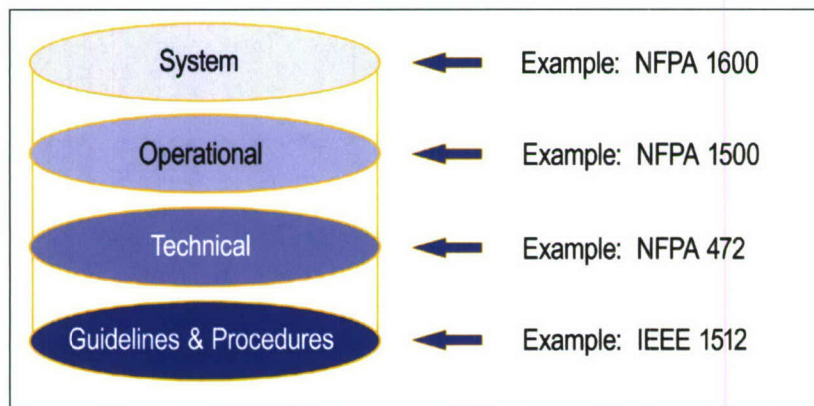 System
Example: NFPA 1600
Operational
Example: NFPA 1500
Technical
Example: NFPA 472
Guidelines & Procedures
Example: IEEE 1512